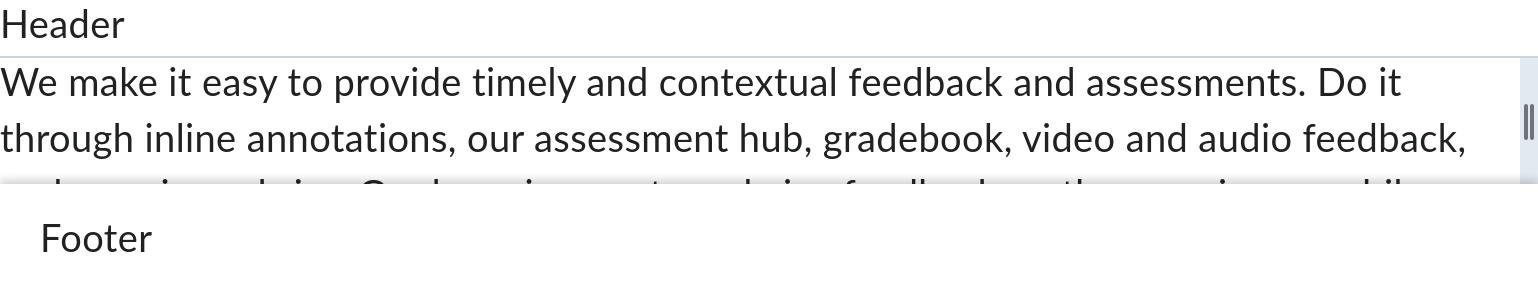 Header
We make it easy to provide timely and contextual feedback and assessments. Do it
through inline annotations, our assessment hub, gradebook, video and audio feedback,
Footer